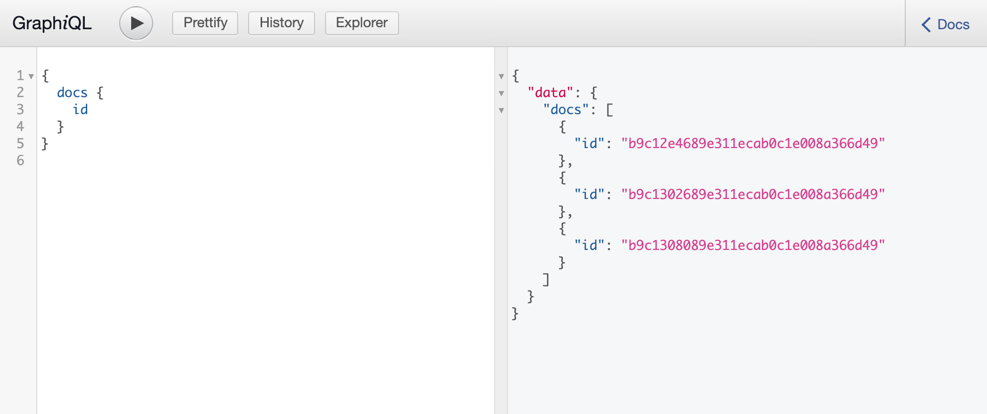 GraphiQL
Prettify
History
Explorer
Docs
1 {
2 docs {
3 id
4 }
5 }
6
{
"data": {
"docs": [
{
"id": "b9c12e4689e311ecab0c1e008a366d49"
},
{
"id": "b9c1302689e311ecab0c1e008a366d49"
},
{
"id": "b9c1308089e311ecab0c1e008a366d49"
}
]
}
}